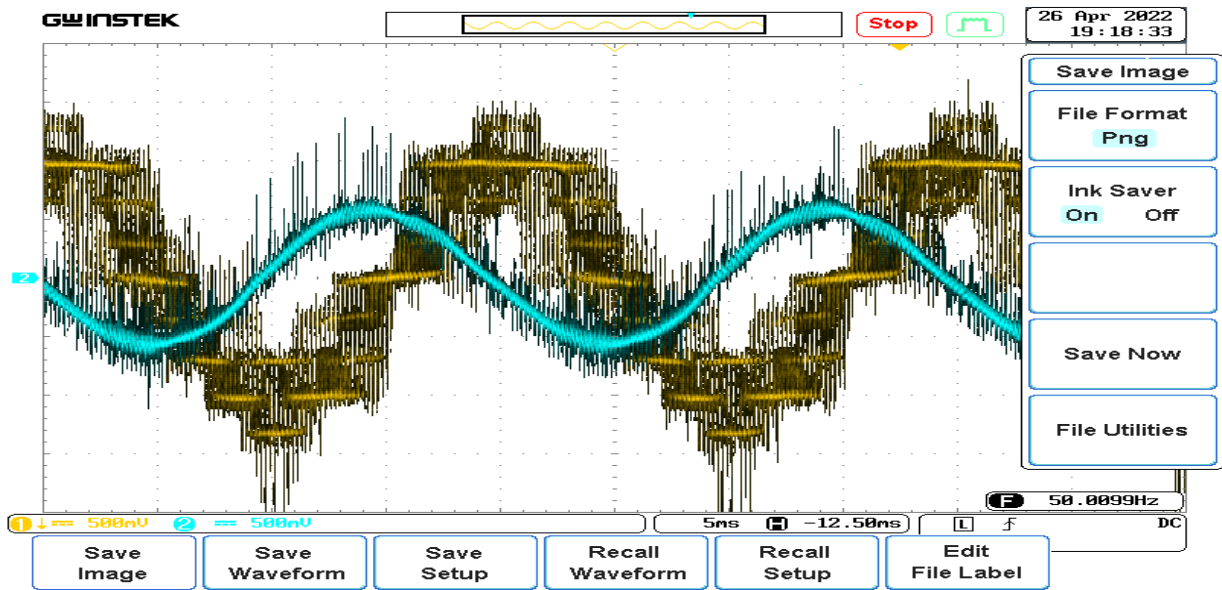 GWINSTEK
Stop
26 Apr 2022
19:18:33
Save Image
File Format
Png
Ink Saver
On Off
Save Now
File Utilities
2
F 50.0099Hz
1 500mV 2 500mV
5ms H -12.50ms
L DC
Save
Image
Save
Waveform
Save
Setup
Recall
Waveform
Recall
Setup
Edit
File Label